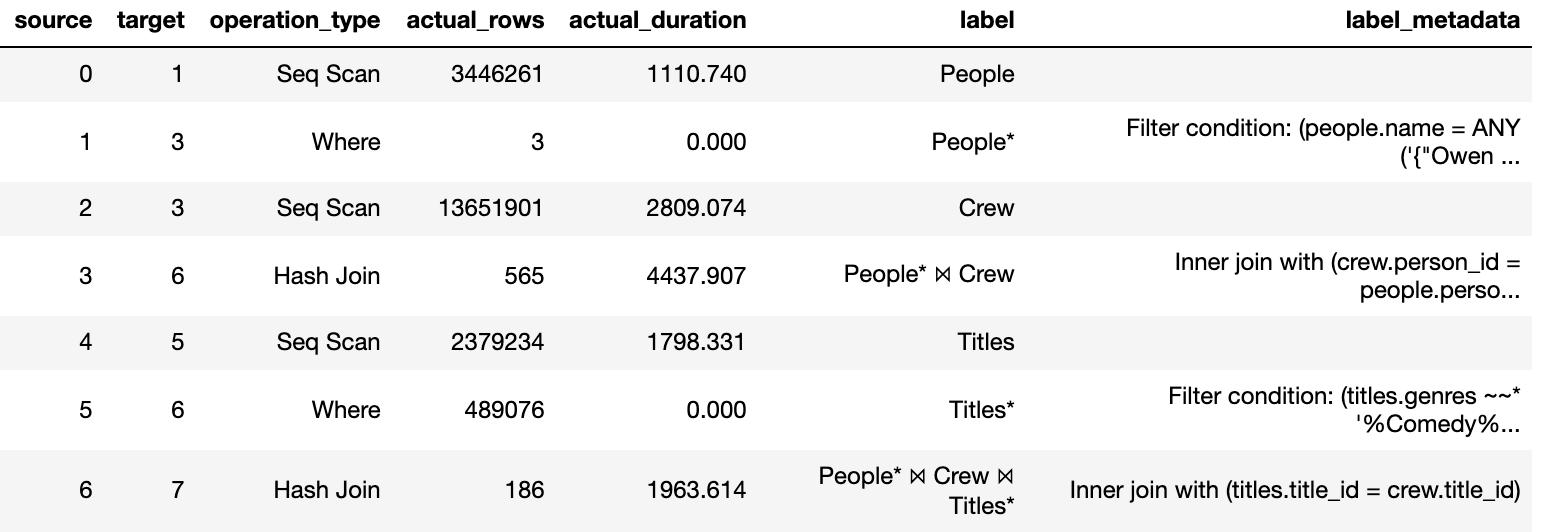 source target operation_type actual_rows actual_duration label label_metadata
0 1 Seq Scan 3446261 1110.740 People
1 3 Where 3 0.000 People* Filter condition: (people.name = ANY
('{"Owen ...
2 3 Seq Scan 13651901 2809.074 Crew
3 6 Hash Join 565 4437.907 People* ⋈ Crew Inner join with (crew.person_id =
people.perso...
4 5 Seq Scan 2379234 1798.331 Titles
5 6 Where 489076 0.000 Titles* Filter condition: (titles.genres ~~*
'%Comedy%...
6 7 Hash Join 186 1963.614 People* ⋈ Crew ⋈
Titles* Inner join with (titles.title_id = crew.title_id)